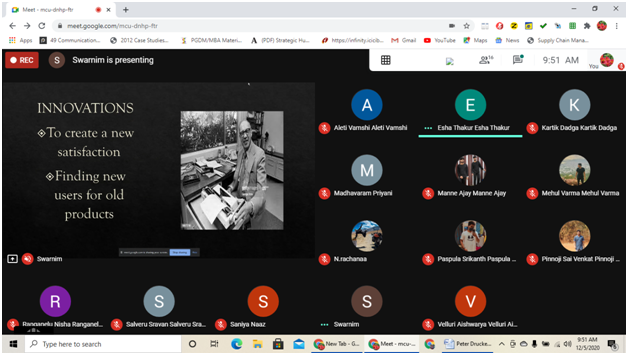 Meet - mcu-dnhp-ftr
meet.google.com/mcu-dnhp-ftr
Apps
49 Communication...
2012 Case Studies...
PGDM/MBA Materi...
(PDF) Strategic Hu...
https://infinity.icicib...
Gmail
YouTube
Maps
News
Supply Chain Mana...
REC
S
Swarnim is presenting
16
9:51 AM
You
INNOVATIONS
To create a new
satisfaction
Finding new
users for old
products
Swarnim
A
Aleti Vamshi Aleti Vamshi
E
Esha Thakur Esha Thakur
K
Kartik Dadga Kartik Dadga
M
Madhavaram Priyani
Manne Ajay Manne Ajay
Mehul Varma Mehul Varma
N.rachanaa
Paspula Srikanth Paspula ...
Pinnoji Sai Venkat Pinnoji ...
R
Ranganelu Nisha Ranganel...
S
Salveru Sravan Salveru Sra...
S
Saniya Naaz
S
Swarnim
V
Velluri Aishwarya Velluri Ai...
Type here to search
New Tab - G...
Meet - mcu-...
Peter Drucke...
9:51 AM
12/5/2020